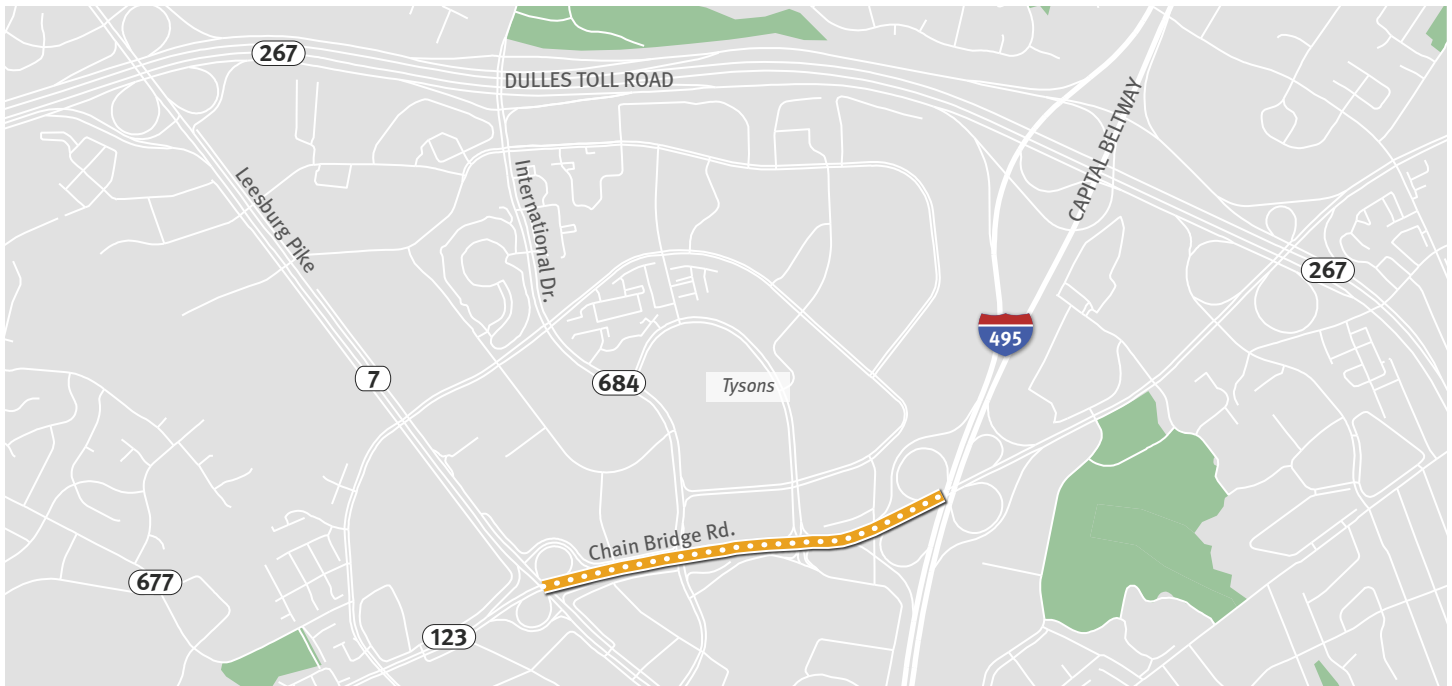 267
DULLES TOLL ROAD
CAPITAL BELTWAY
Leesburg Pike
International Dr.
267
495
7
684
Tysons
Chain Bridge Rd.
677
123